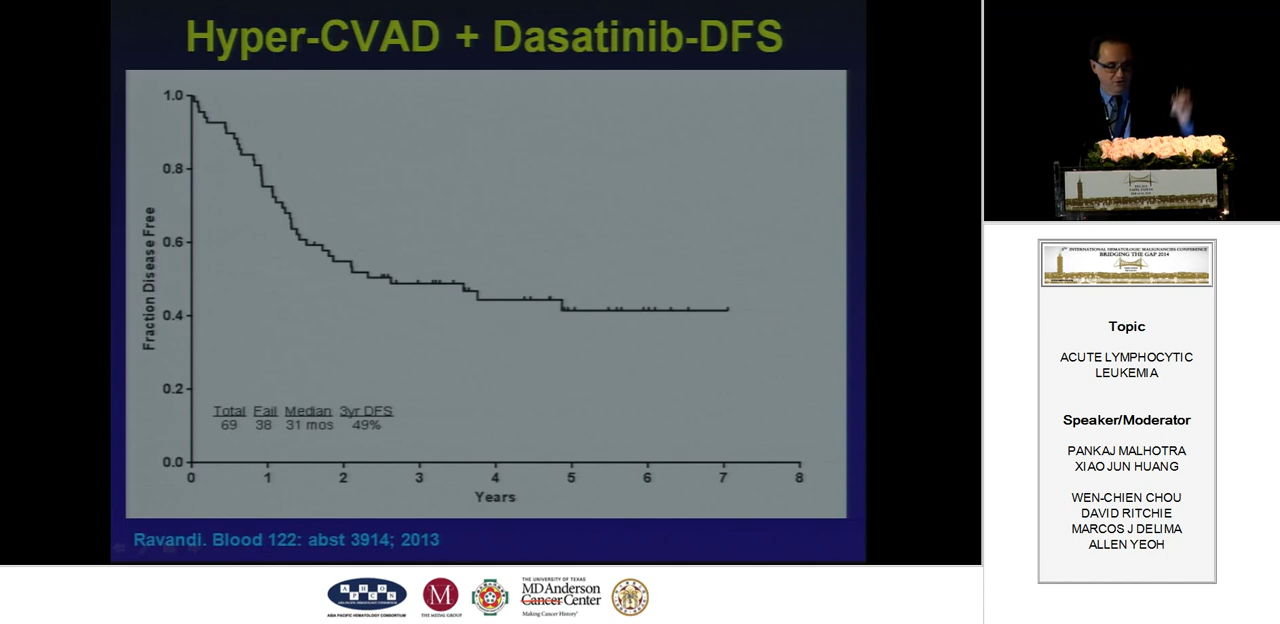 Hyper-CVAD + Dasatinib-DFS
1.0
0.8
0.6
0.4
0.2
0.0
Fraction Disease Free
Total Fail Median 3yr DFS
69 38 31 mos 49%
0 1 2 3 4 5 6 7 8
Years
Ravandi. Blood 122: abst 3914; 2013
INTERNATIONAL HEMATOLOGIC MALIGNANCIES CONFERENCE
BRIDGING THE GAP 2014
Topic
ACUTE LYMPHOCYTIC
LEUKEMIA
Speaker/Moderator
PANKAJ MALHOTRA
XIAO JUN HUANG
WEN-CHIEN CHOU
DAVID RITCHIE
MARCOS J DELIMA
ALLEN YEOH
AHO
PCN
ASIA PACIFIC HEMATOLOGY CONSORTIUM
M
THE MEDAL GROUP
THE UNIVERSITY OF TEXAS
MD Anderson
Cancer Center
Making Cancer History®